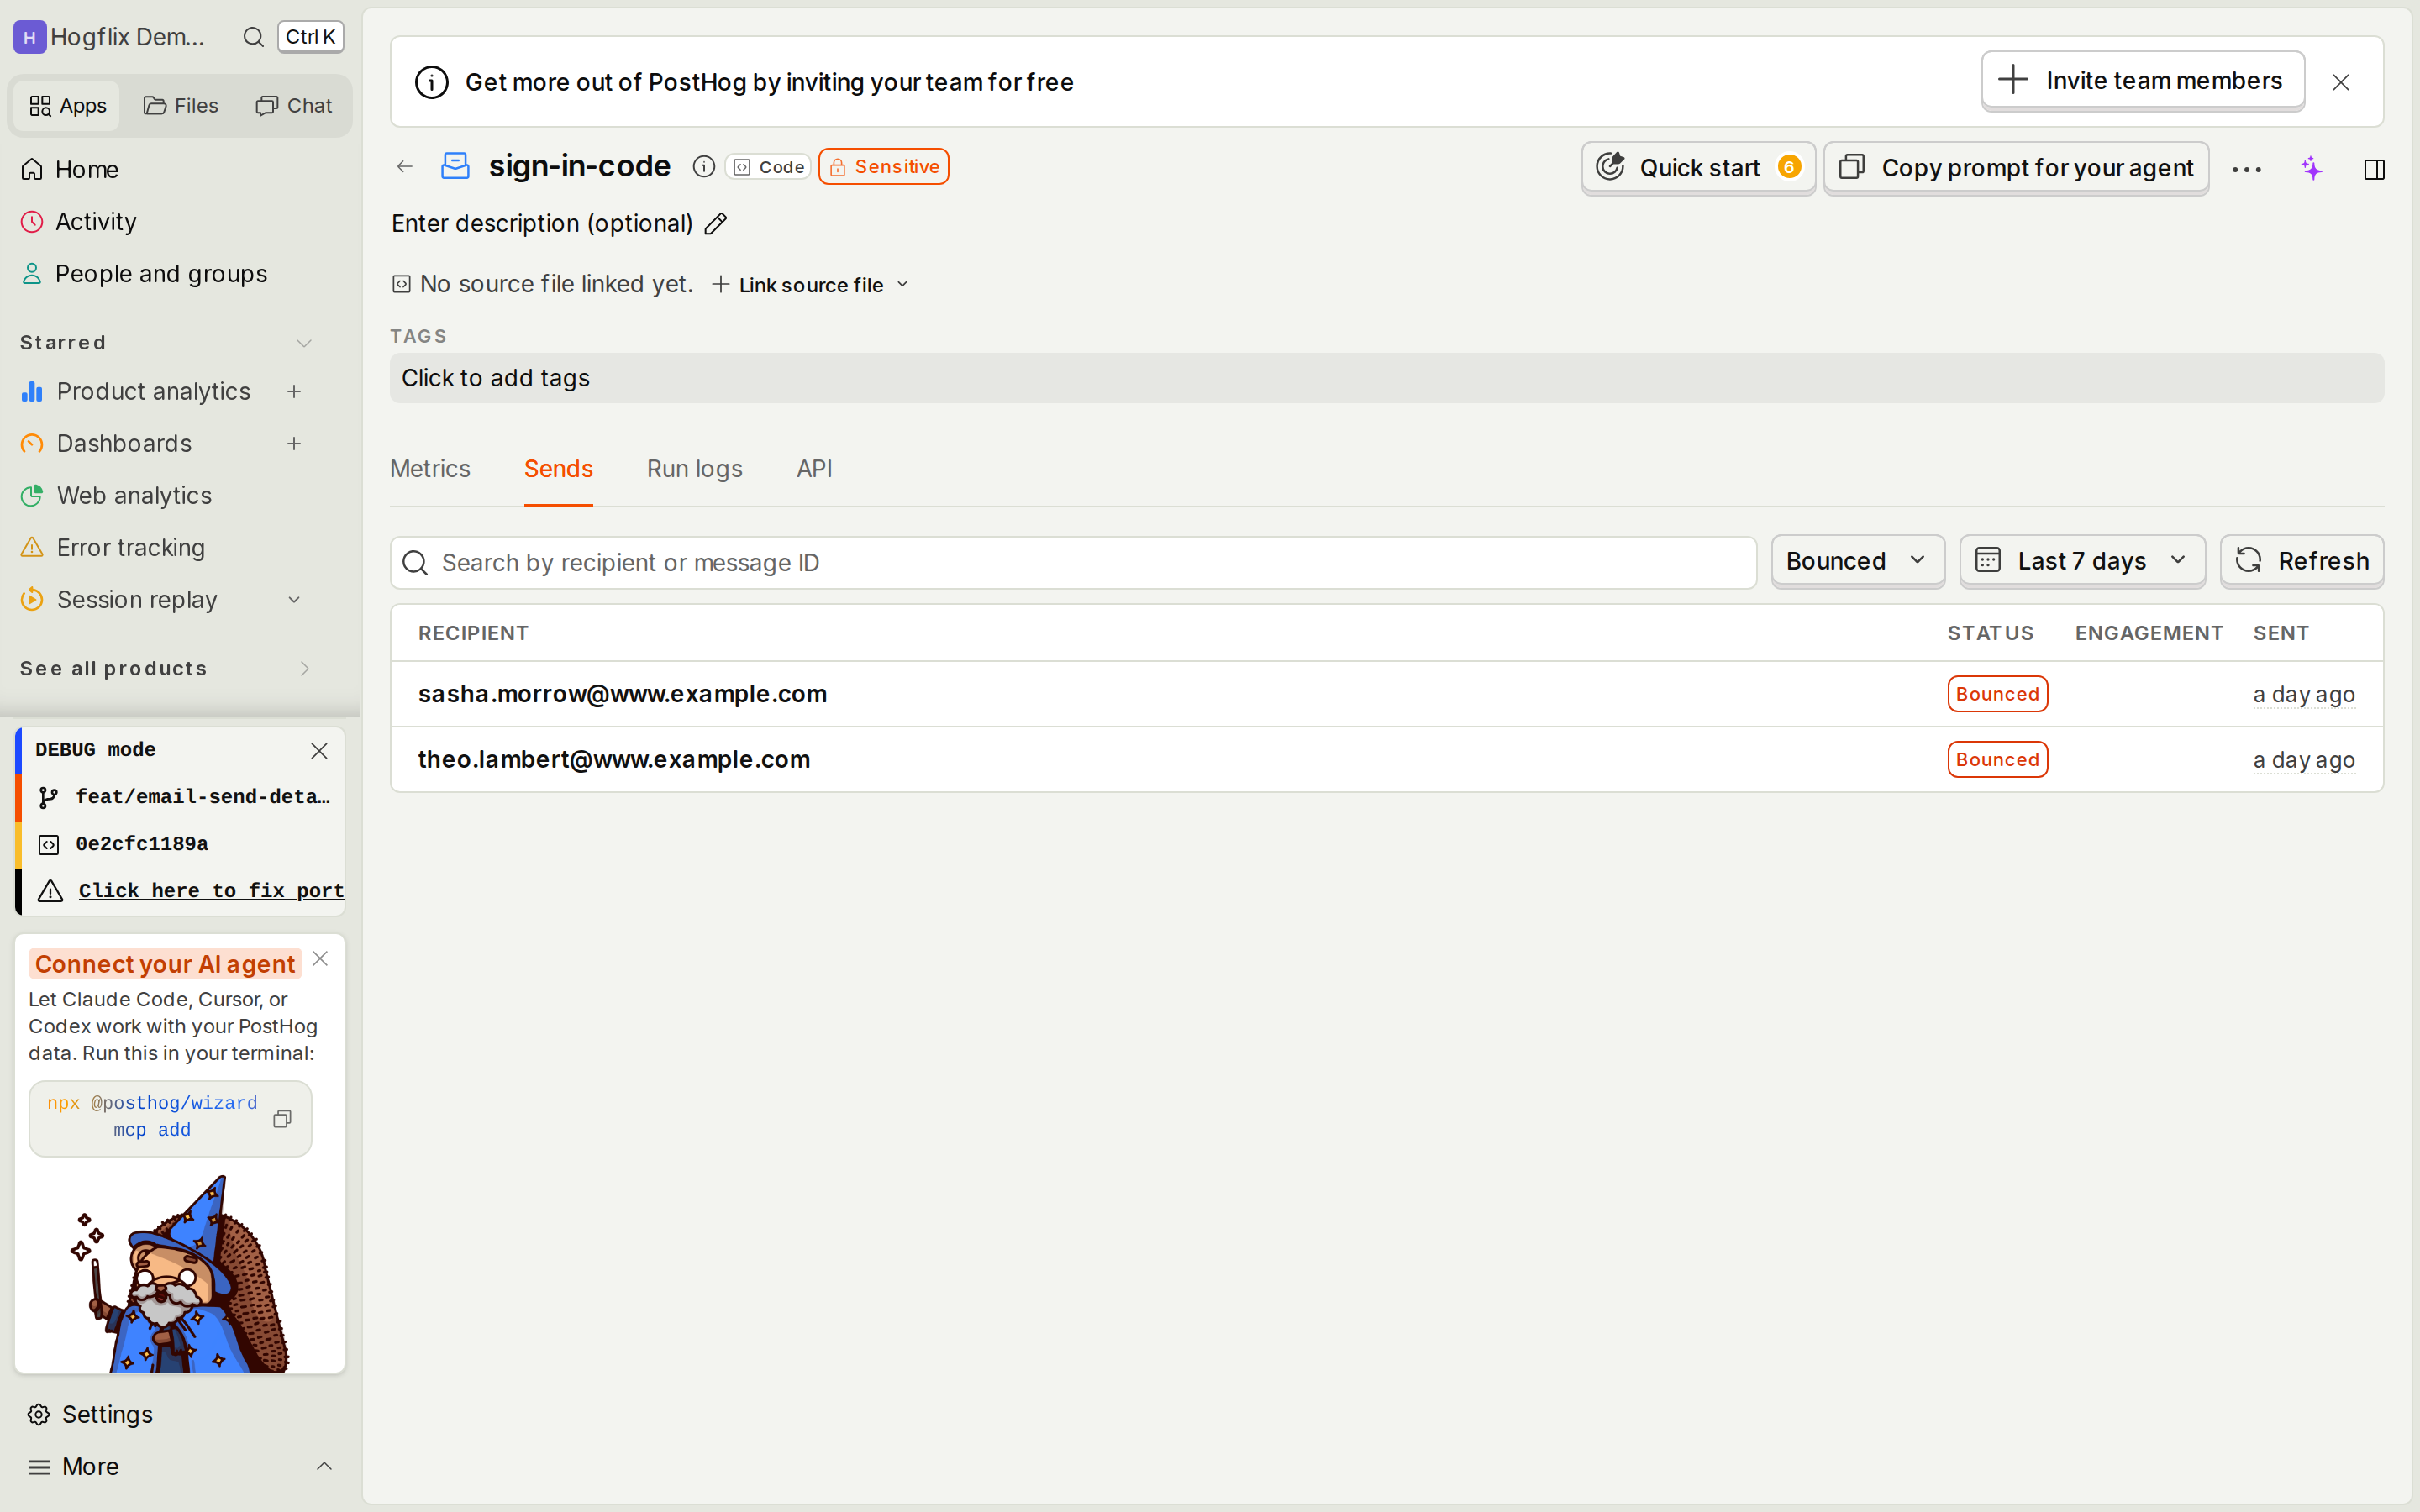 H Hogflix Dem... Ctrl K
Apps Files Chat
Home
Activity
People and groups
Starred
Product analytics
Dashboards
Web analytics
Error tracking
Session replay
See all products
DEBUG mode
feat/email-send-deta…
0e2cfc1189a
Click here to fix port
Connect your AI agent
Let Claude Code, Cursor, or
Codex work with your PostHog
data. Run this in your terminal:
npx @posthog/wizard
mcp add
Settings
More
Get more out of PostHog by inviting your team for free
Invite team members
sign-in-code Code Sensitive
Quick start 6 Copy prompt for your agent
Enter description (optional)
No source file linked yet. Link source file
TAGS
Click to add tags
Metrics Sends Run logs API
Search by recipient or message ID Bounced Last 7 days Refresh
RECIPIENT STATUS ENGAGEMENT SENT
sasha.morrow@www.example.com Bounced a day ago
theo.lambert@www.example.com Bounced a day ago